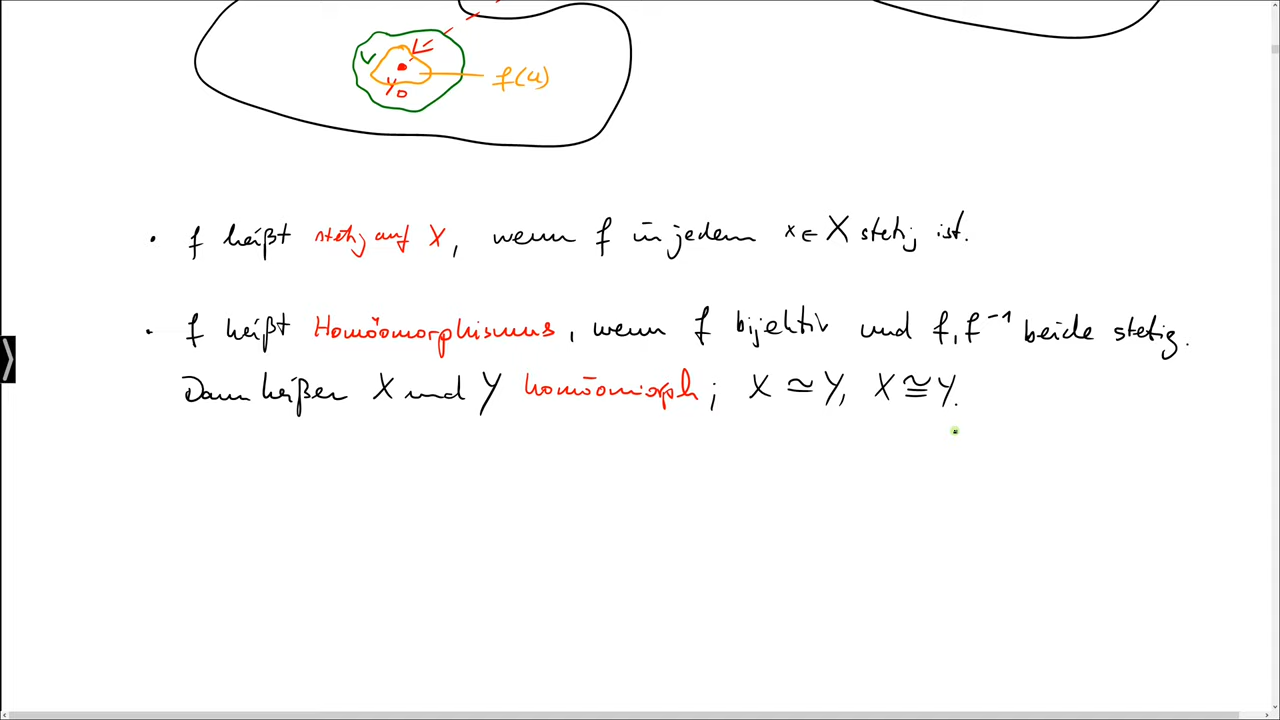 V
y₀
f(U)
• f heißt stetig auf X, wenn f in jedem x ∈ X stetig ist.
• f heißt Homöomorphismus, wenn f bijektiv und f, f⁻¹ beide stetig.
Dann heißen X und Y homöomorph; X ≃ Y, X ≅ Y.